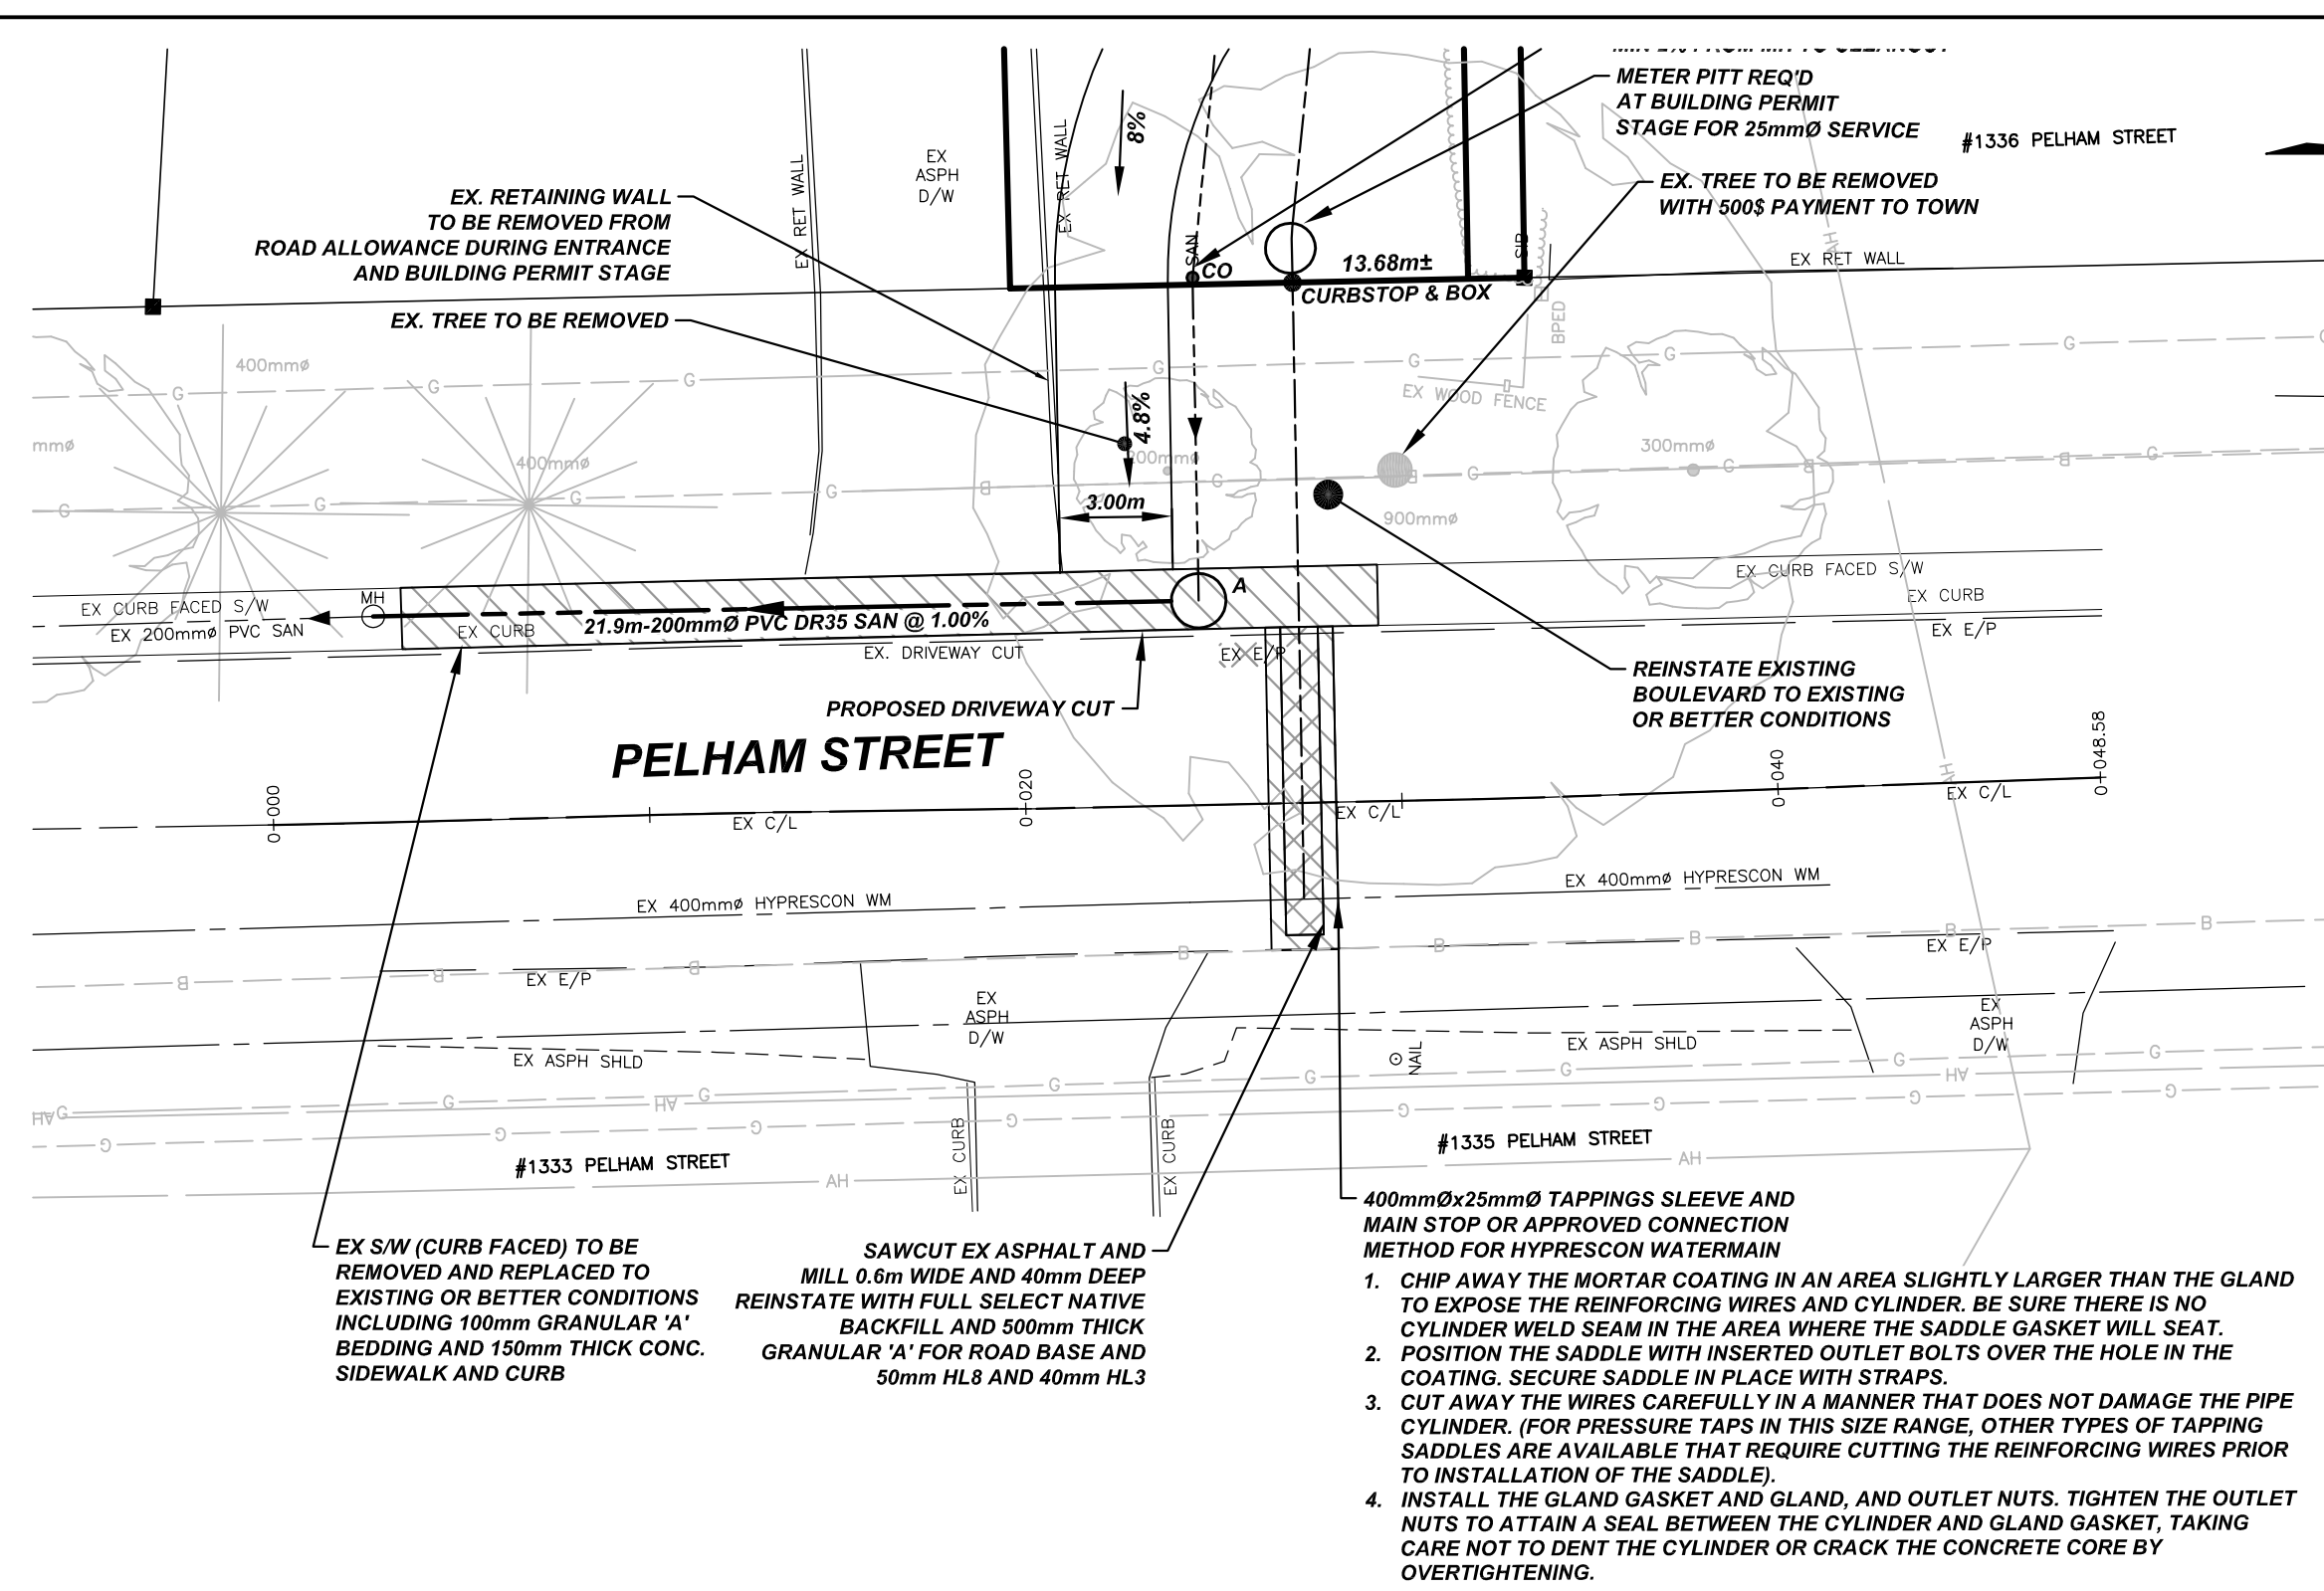 METER PITT REQ'D
AT BUILDING PERMIT
STAGE FOR 25mmØ SERVICE
#1336 PELHAM STREET
EX. TREE TO BE REMOVED
WITH 500$ PAYMENT TO TOWN
EX
ASPH
D/W
EX RET WALL
EX RET WALL
8%
EX. RETAINING WALL
TO BE REMOVED FROM
ROAD ALLOWANCE DURING ENTRANCE
AND BUILDING PERMIT STAGE
SAN
CO
13.68m±
CURBSTOP & BOX
SIB
EX RET WALL
AH
BPED
EX. TREE TO BE REMOVED
400mmø
G
G
G
G
G
G
G
G
EX WOOD FENCE
4.8%
mmø
400mmø
200mmø
300mmø
900mmø
G
G
G
G
B
G
B
G
G
B
B
G
3.00m
A
MH
EX CURB FACED S/W
EX 200mmø PVC SAN
EX CURB
21.9m-200mmØ PVC DR35 SAN @ 1.00%
EX. DRIVEWAY CUT
EX E/P
EX CURB FACED S/W
EX CURB
EX E/P
PROPOSED DRIVEWAY CUT
REINSTATE EXISTING
BOULEVARD TO EXISTING
OR BETTER CONDITIONS
PELHAM STREET
0+000
0+020
0+040
0+048.58
EX C/L
EX C/L
EX C/L
AH
EX 400mmø HYPRESCON WM
EX 400mmø HYPRESCON WM
B
B
B
B
B
B
B
B
EX E/P
EX E/P
EX
ASPH
D/W
EX
ASPH
D/W
EX ASPH SHLD
NAIL
EX ASPH SHLD
G
G
G
G
G
G
G
G
AH
AH
AH
G
G
G
G
G
G
G
#1333 PELHAM STREET
EX CURB
EX CURB
#1335 PELHAM STREET
AH
AH
EX S/W (CURB FACED) TO BE
REMOVED AND REPLACED TO
EXISTING OR BETTER CONDITIONS
INCLUDING 100mm GRANULAR 'A'
BEDDING AND 150mm THICK CONC.
SIDEWALK AND CURB
SAWCUT EX ASPHALT AND
MILL 0.6m WIDE AND 40mm DEEP
REINSTATE WITH FULL SELECT NATIVE
BACKFILL AND 500mm THICK
GRANULAR 'A' FOR ROAD BASE AND
50mm HL8 AND 40mm HL3
400mmØx25mmØ TAPPINGS SLEEVE AND
MAIN STOP OR APPROVED CONNECTION
METHOD FOR HYPRESCON WATERMAIN
1. CHIP AWAY THE MORTAR COATING IN AN AREA SLIGHTLY LARGER THAN THE GLAND
TO EXPOSE THE REINFORCING WIRES AND CYLINDER. BE SURE THERE IS NO
CYLINDER WELD SEAM IN THE AREA WHERE THE SADDLE GASKET WILL SEAT.
2. POSITION THE SADDLE WITH INSERTED OUTLET BOLTS OVER THE HOLE IN THE
COATING. SECURE SADDLE IN PLACE WITH STRAPS.
3. CUT AWAY THE WIRES CAREFULLY IN A MANNER THAT DOES NOT DAMAGE THE PIPE
CYLINDER. (FOR PRESSURE TAPS IN THIS SIZE RANGE, OTHER TYPES OF TAPPING
SADDLES ARE AVAILABLE THAT REQUIRE CUTTING THE REINFORCING WIRES PRIOR
TO INSTALLATION OF THE SADDLE).
4. INSTALL THE GLAND GASKET AND GLAND, AND OUTLET NUTS. TIGHTEN THE OUTLET
NUTS TO ATTAIN A SEAL BETWEEN THE CYLINDER AND GLAND GASKET, TAKING
CARE NOT TO DENT THE CYLINDER OR CRACK THE CONCRETE CORE BY
OVERTIGHTENING.